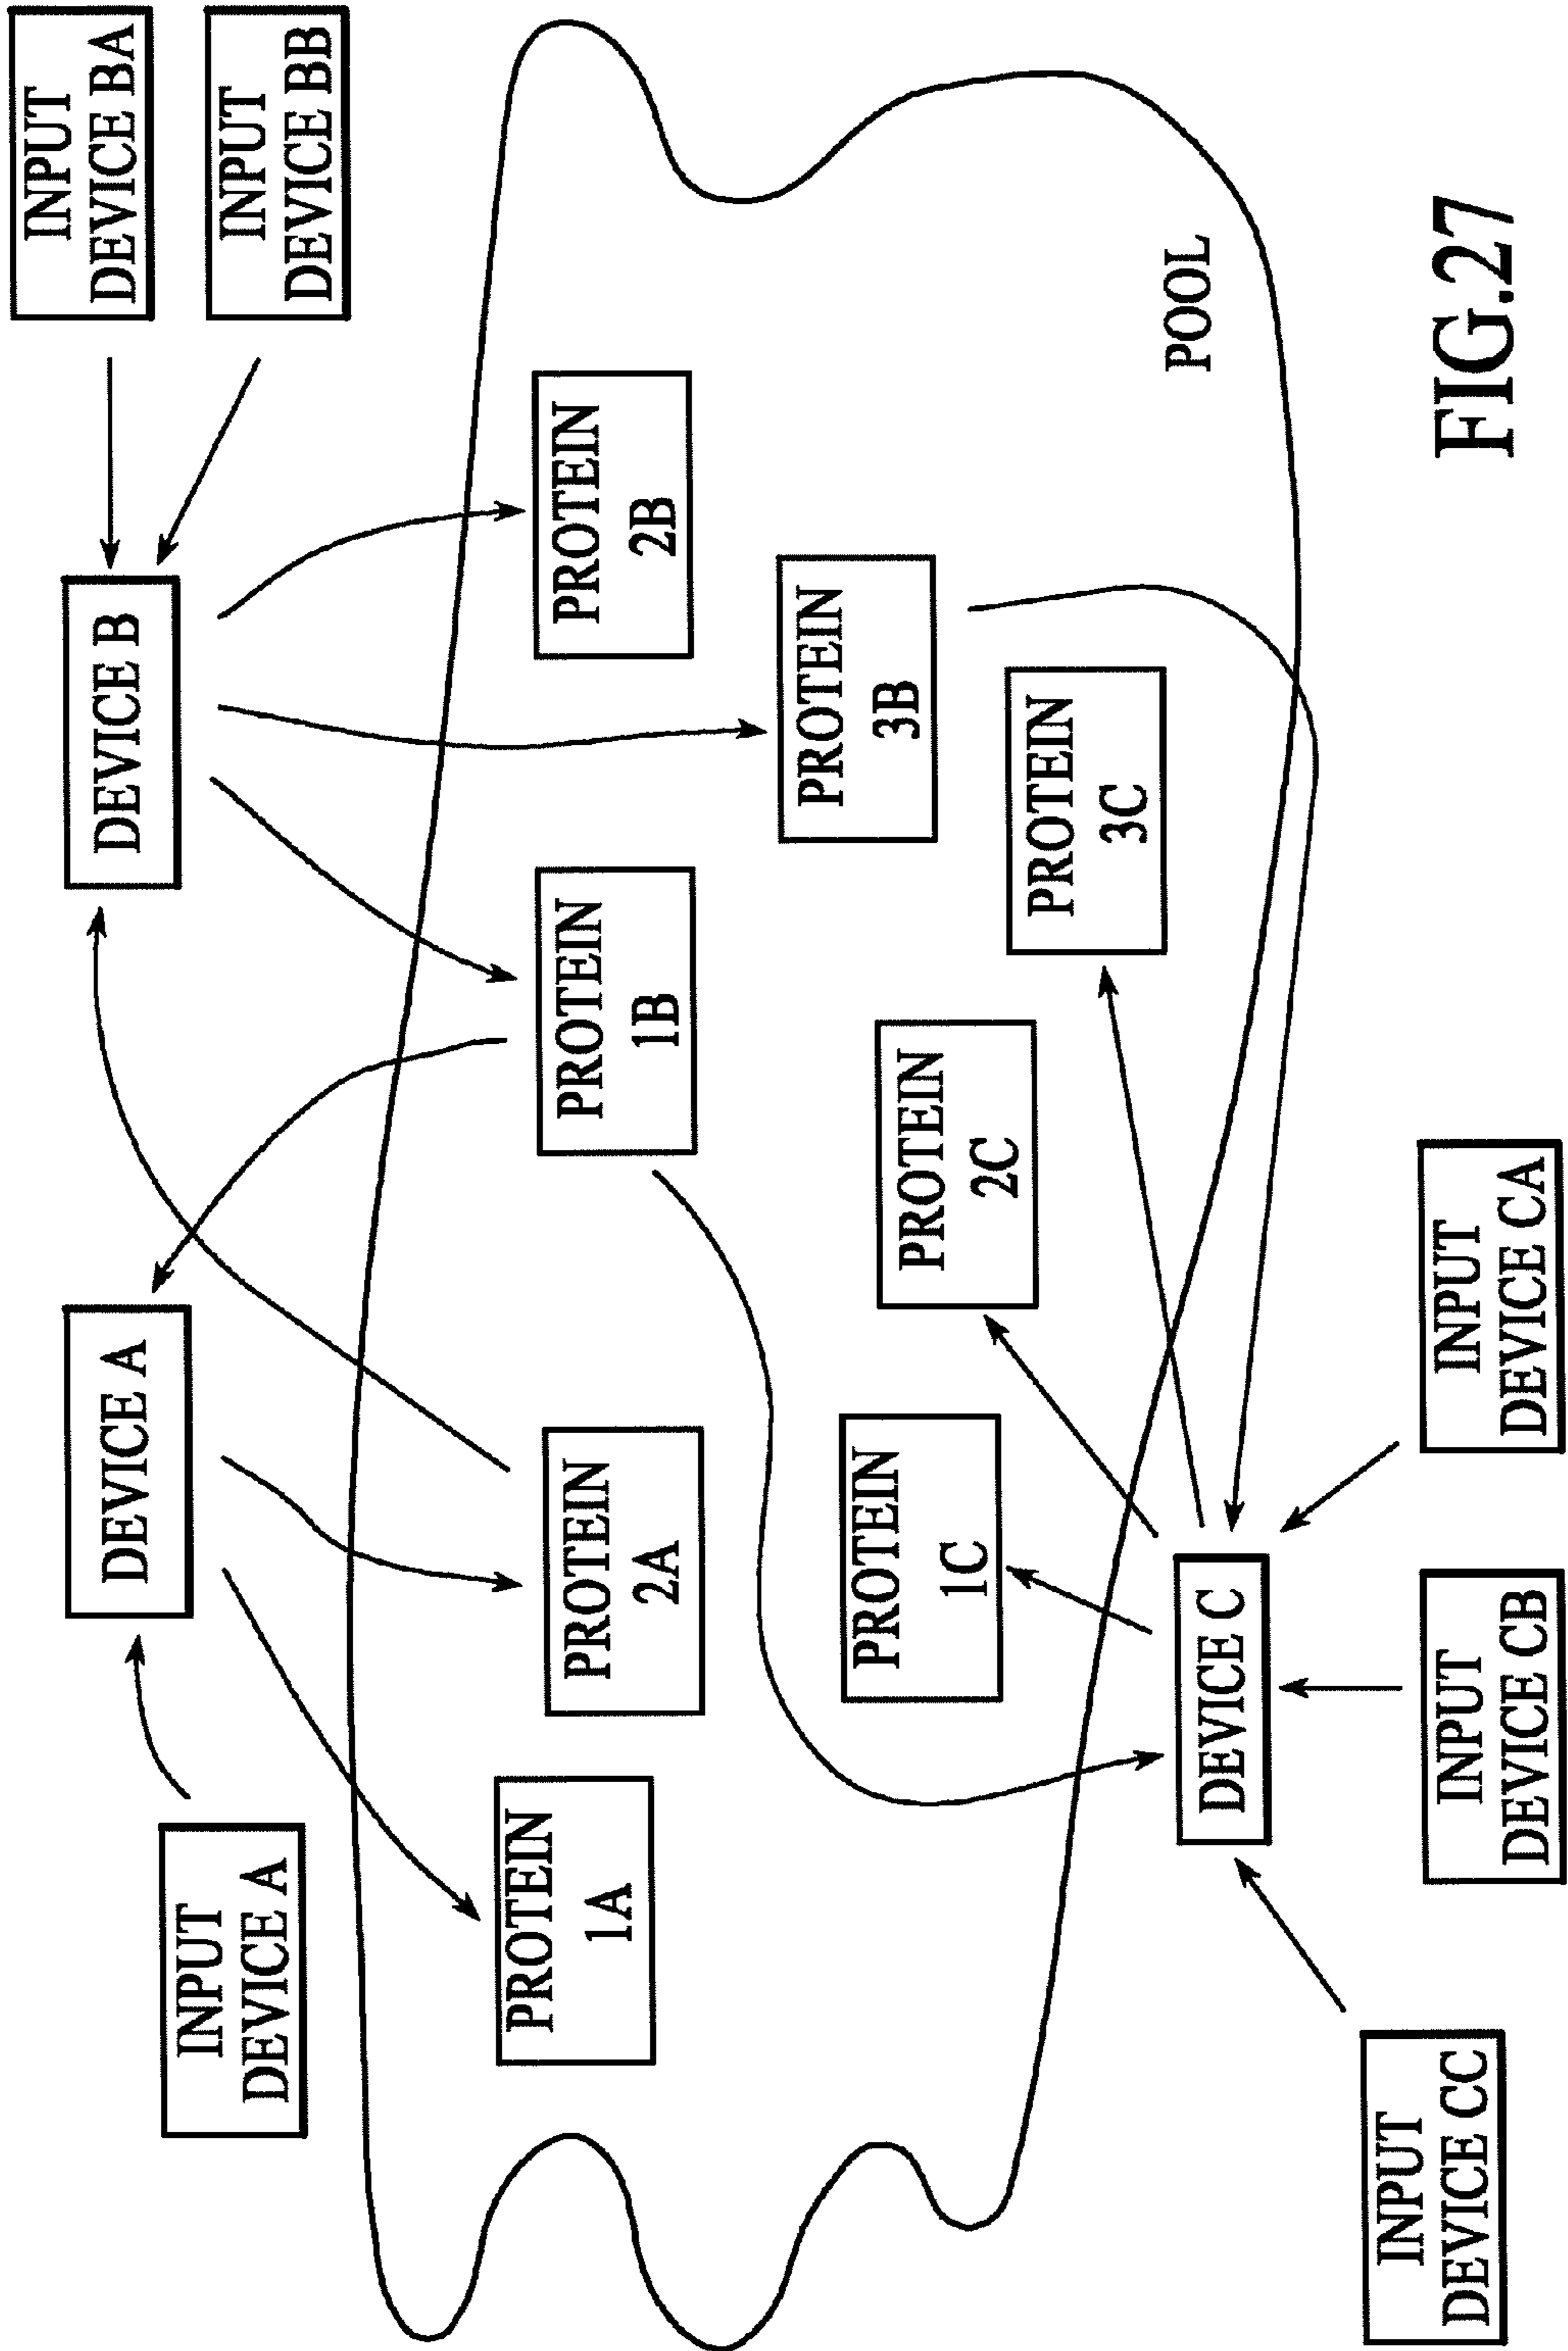 INPUT
DEVICE A
DEVICE A
DEVICE B
INPUT
DEVICE BA
INPUT
DEVICE BB
PROTEIN
1A
PROTEIN
2A
PROTEIN
1B
PROTEIN
2B
PROTEIN
3B
PROTEIN
1C
PROTEIN
2C
PROTEIN
3C
POOL
DEVICE C
INPUT
DEVICE CC
INPUT
DEVICE CB
INPUT
DEVICE CA
FIG.27